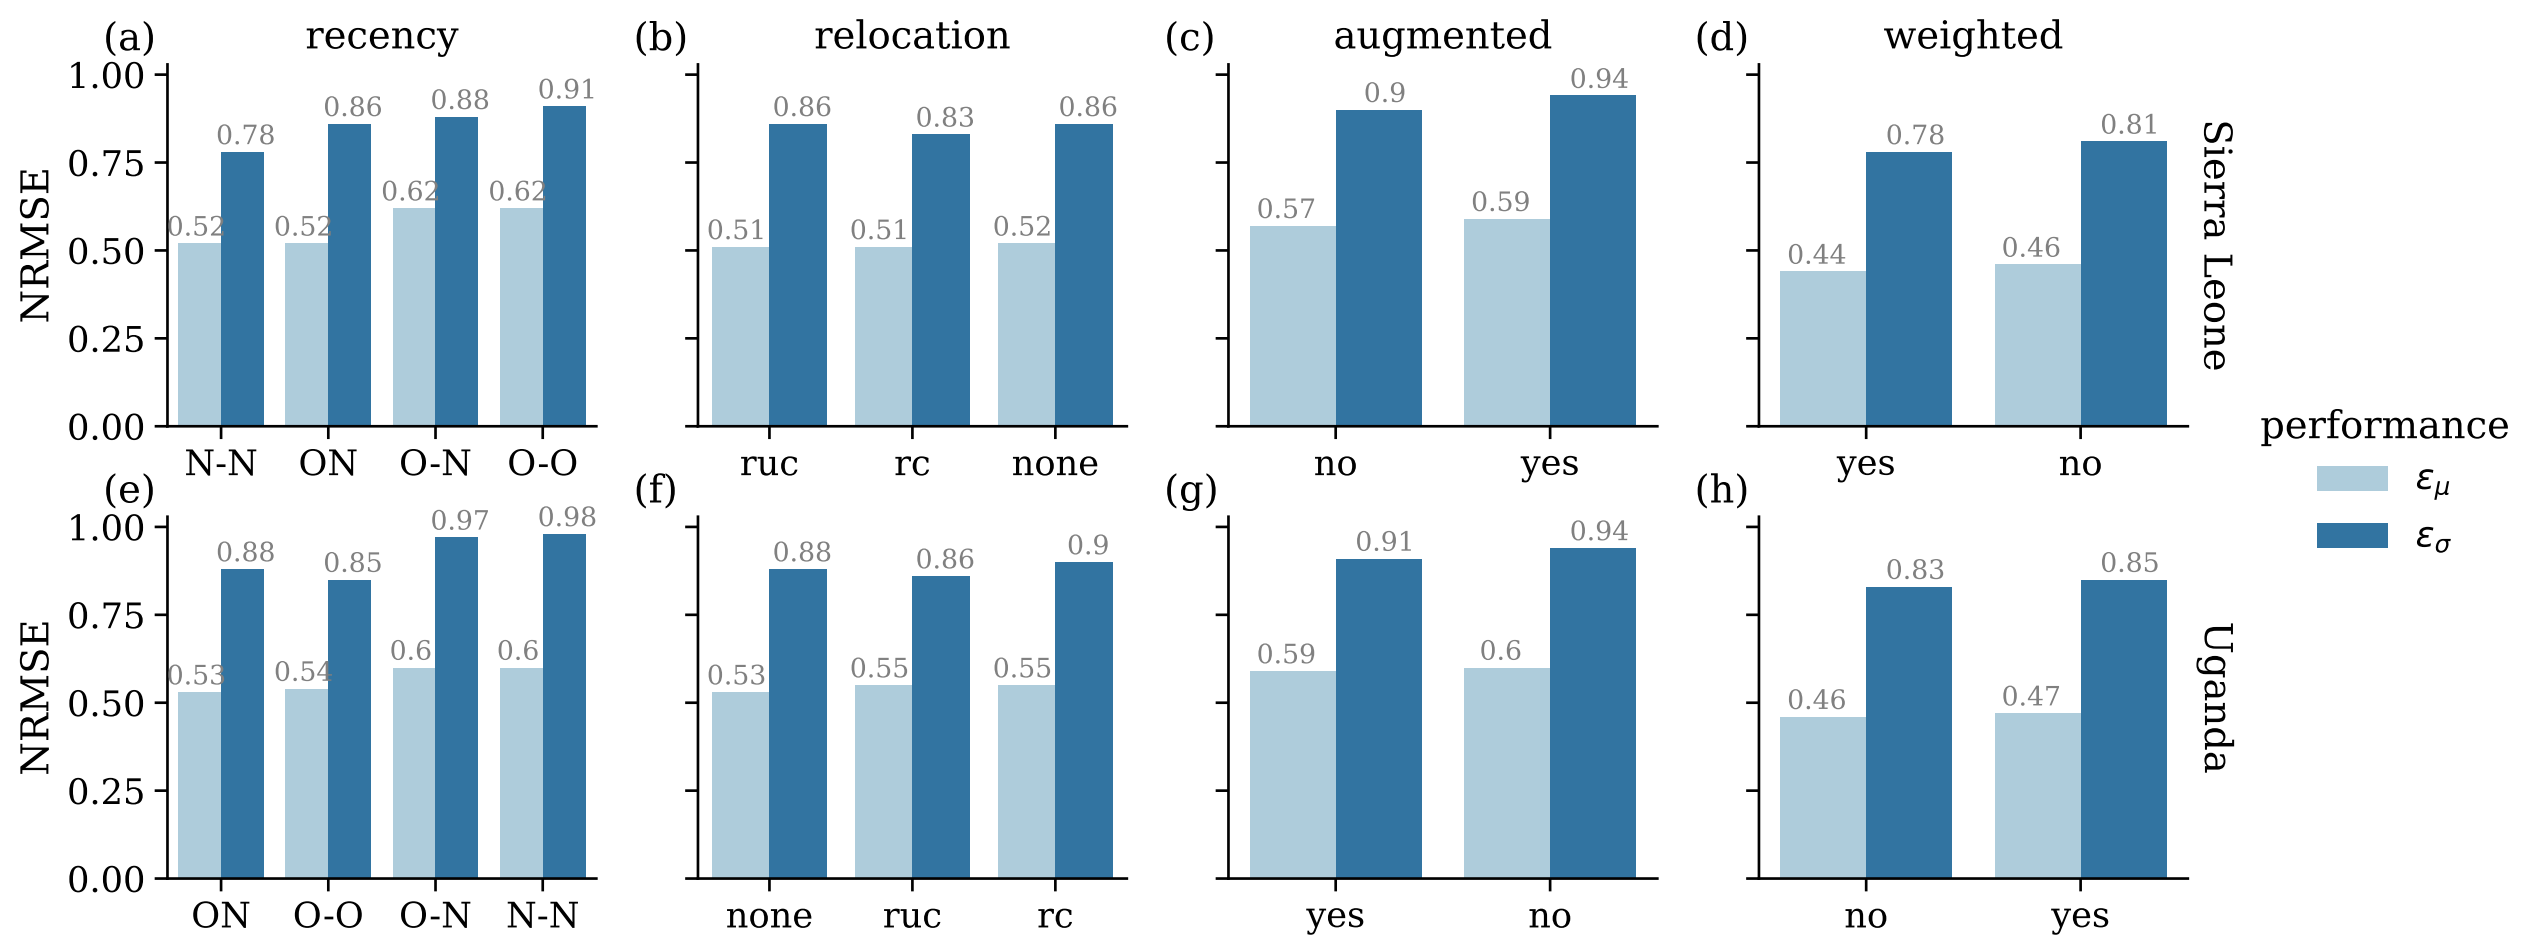 (a) recency
(b) relocation
(c) augmented
(d) weighted
NRMSE
1.00
0.75
0.50
0.25
0.00
0.52 0.78 0.52 0.86 0.62 0.88 0.62 0.91
N-N ON O-N O-O
0.51 0.86 0.51 0.83 0.52 0.86
ruc rc none
0.57 0.9 0.59 0.94
no yes
0.44 0.78 0.46 0.81
yes no
Sierra Leone
performance
ε_μ
ε_σ
(e)
(f)
(g)
(h)
NRMSE
1.00
0.75
0.50
0.25
0.00
0.53 0.88 0.54 0.85 0.6 0.97 0.6 0.98
ON O-O O-N N-N
0.53 0.88 0.55 0.86 0.55 0.9
none ruc rc
0.59 0.91 0.6 0.94
yes no
0.46 0.83 0.47 0.85
no yes
Uganda